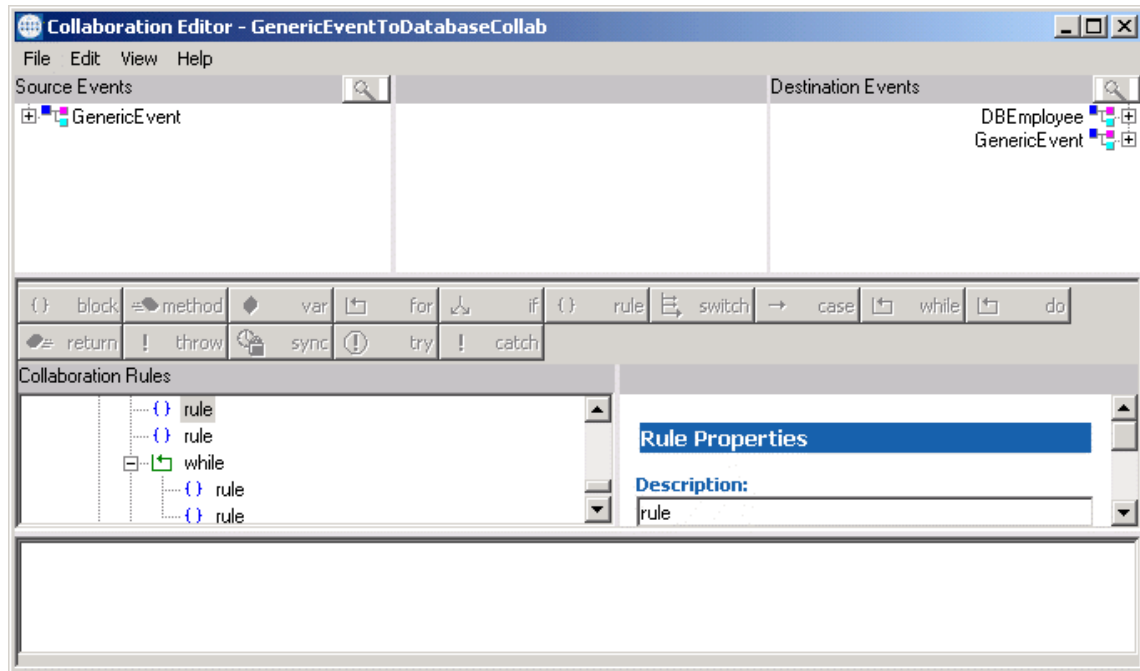 Collaboration Editor - GenericEventToDatabaseCollab
File Edit View Help
Source Events
Destination Events
GenericEvent
DBEmployee
GenericEvent
{} block method var for if {} rule switch case while do
return ! throw sync try ! catch
Collaboration Rules
{} rule
{} rule
while
{} rule
{} rule
Rule Properties
Description:
rule